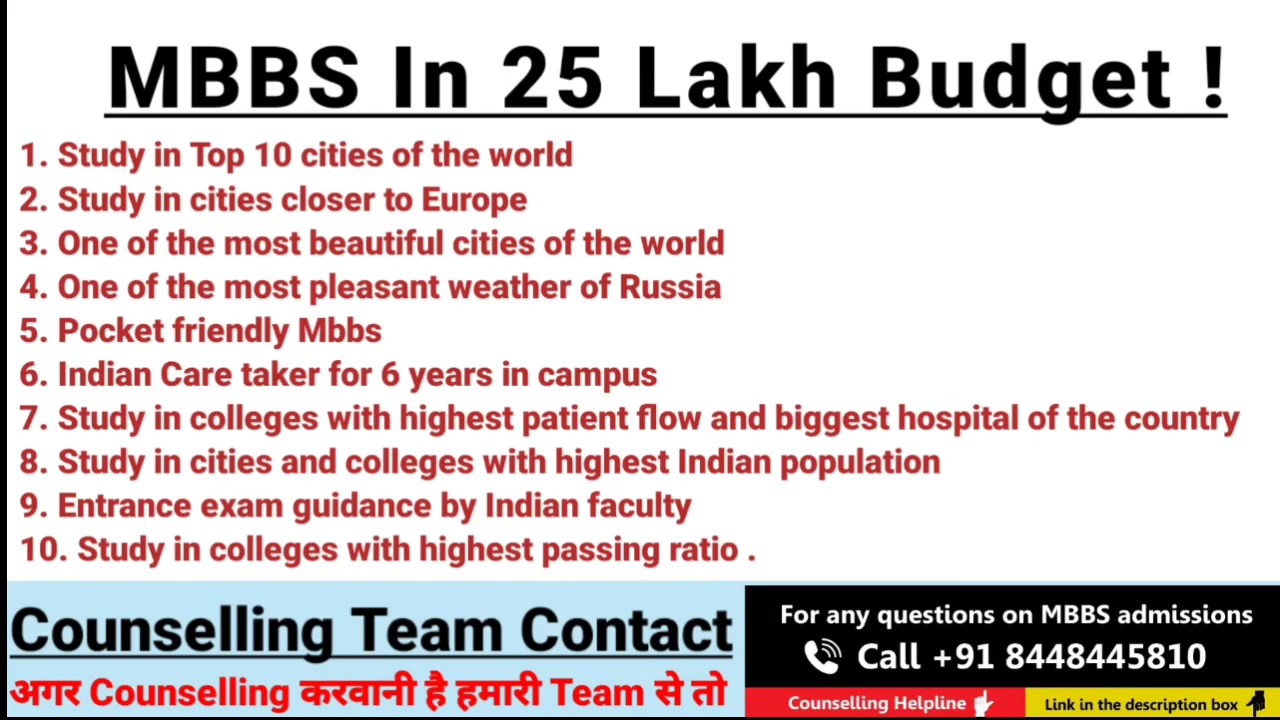 MBBS In 25 Lakh Budget !
1. Study in Top 10 cities of the world
2. Study in cities closer to Europe
3. One of the most beautiful cities of the world
4. One of the most pleasant weather of Russia
5. Pocket friendly Mbbs
6. Indian Care taker for 6 years in campus
7. Study in colleges with highest patient flow and biggest hospital of the country
8. Study in cities and colleges with highest Indian population
9. Entrance exam guidance by Indian faculty
10. Study in colleges with highest passing ratio .
Counselling Team Contact
अगर Counselling करवानी है हमारी Team से तो
For any questions on MBBS admissions
Call +91 8448445810
Counselling Helpline
Link in the description box